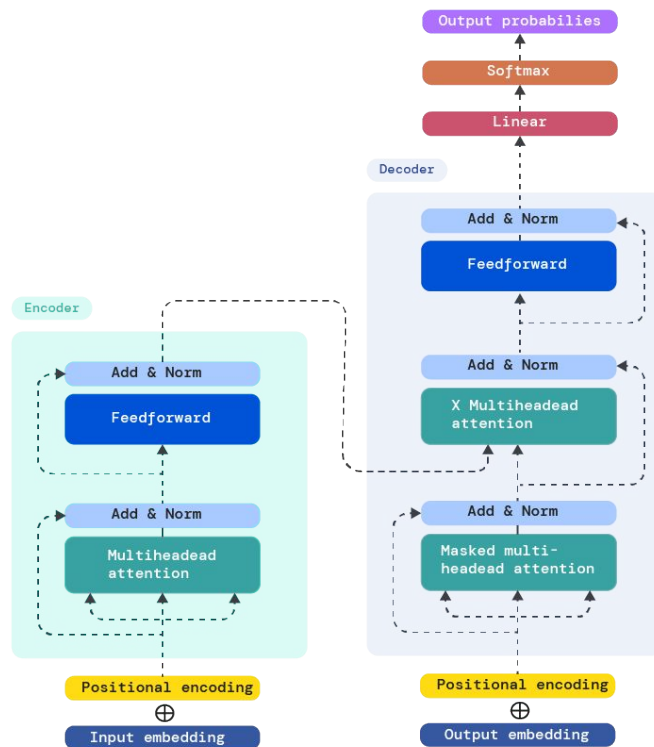 Output probabilies
Softmax
Linear
Decoder
Add & Norm
Feedforward
Add & Norm
X Multiheadead
attention
Add & Norm
Masked multi-
headead attention
Positional encoding
Output embedding
Encoder
Add & Norm
Feedforward
Add & Norm
Multiheadead
attention
Positional encoding
Input embedding